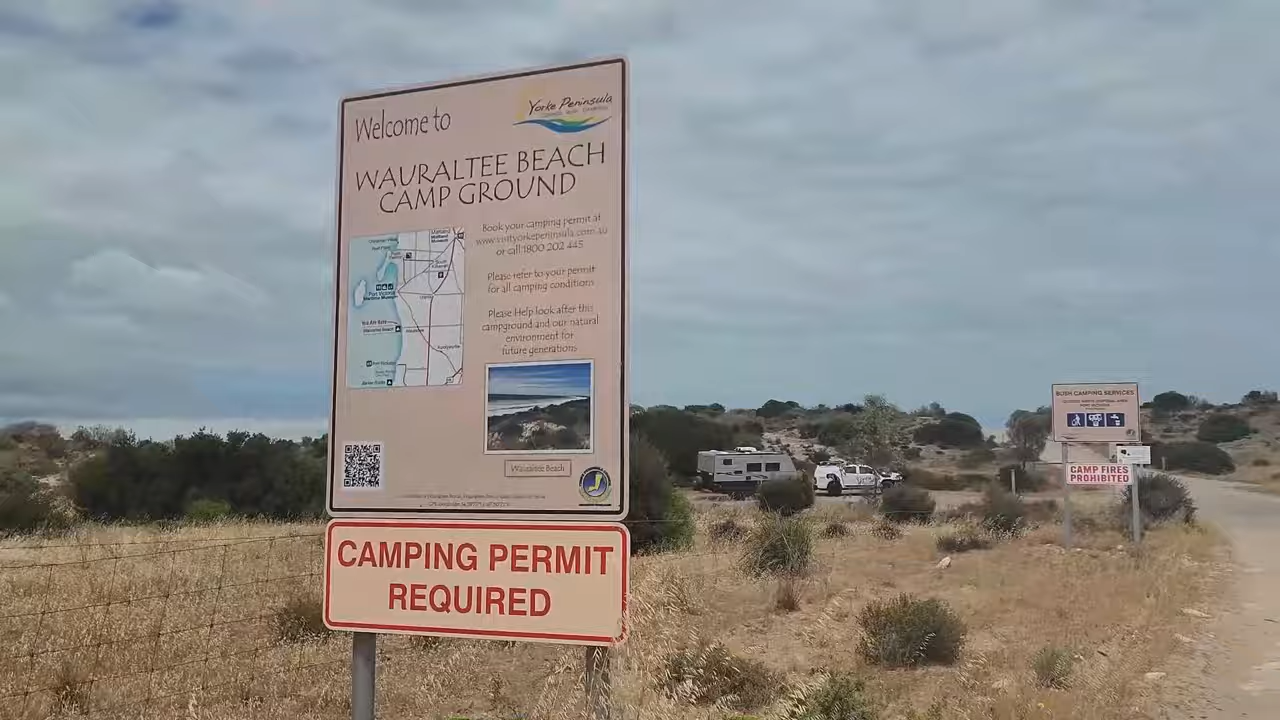 Welcome to
Yorke Peninsula
WAURALTEE BEACH
CAMP GROUND
Book your camping permit at
www.visityorkepeninsula.com.au
or call 1800 202 445
Please refer to your permit
for all camping conditions
Please Help look after this
campground and our natural
environment for
future generations
Port Victoria
Wauraltee Beach
CAMPING PERMIT
REQUIRED
BUSH CAMPING SERVICES
CAMP FIRES
PROHIBITED